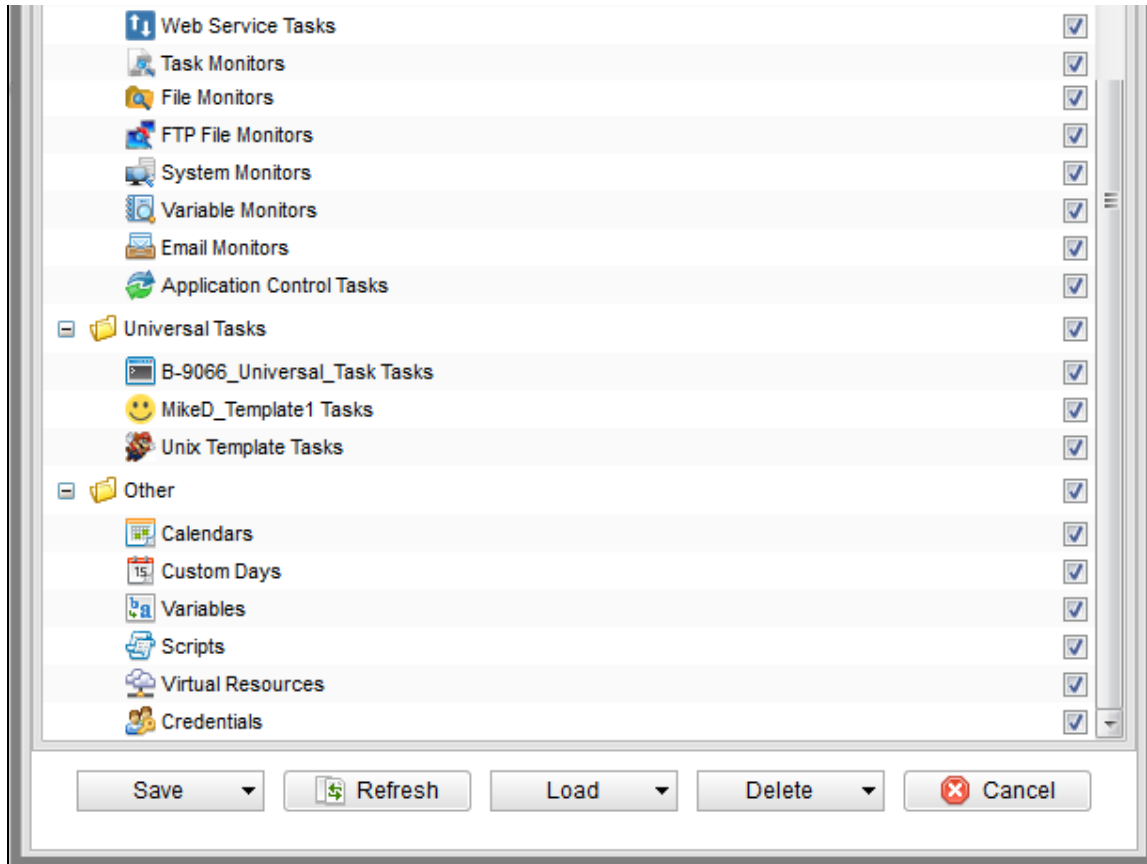 Web Service Tasks
Task Monitors
File Monitors
FTP File Monitors
System Monitors
Variable Monitors
Email Monitors
Application Control Tasks
Universal Tasks
B-9066_Universal_Task Tasks
MikeD_Template1 Tasks
Unix Template Tasks
Other
Calendars
15
Custom Days
b a
Variables
Scripts
Virtual Resources
Credentials
Save Refresh Load Delete Cancel